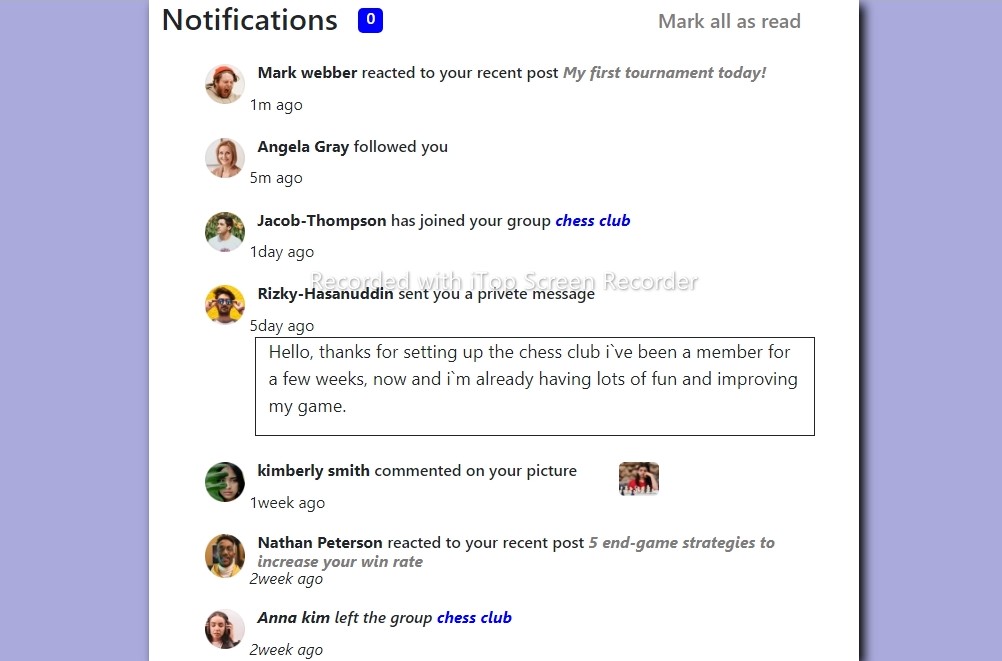 Notifications 0 Mark all as read
Mark webber reacted to your recent post My first tournament today!
1m ago
Angela Gray followed you
5m ago
Jacob-Thompson has joined your group chess club
1day ago
Recorded with iTop Screen Recorder
Rizky-Hasanuddin sent you a privete message
5day ago
Hello, thanks for setting up the chess club i`ve been a member for
a few weeks, now and i`m already having lots of fun and improving
my game.
kimberly smith commented on your picture
1week ago
Nathan Peterson reacted to your recent post 5 end-game strategies to
increase your win rate
2week ago
Anna kim left the group chess club
2week ago